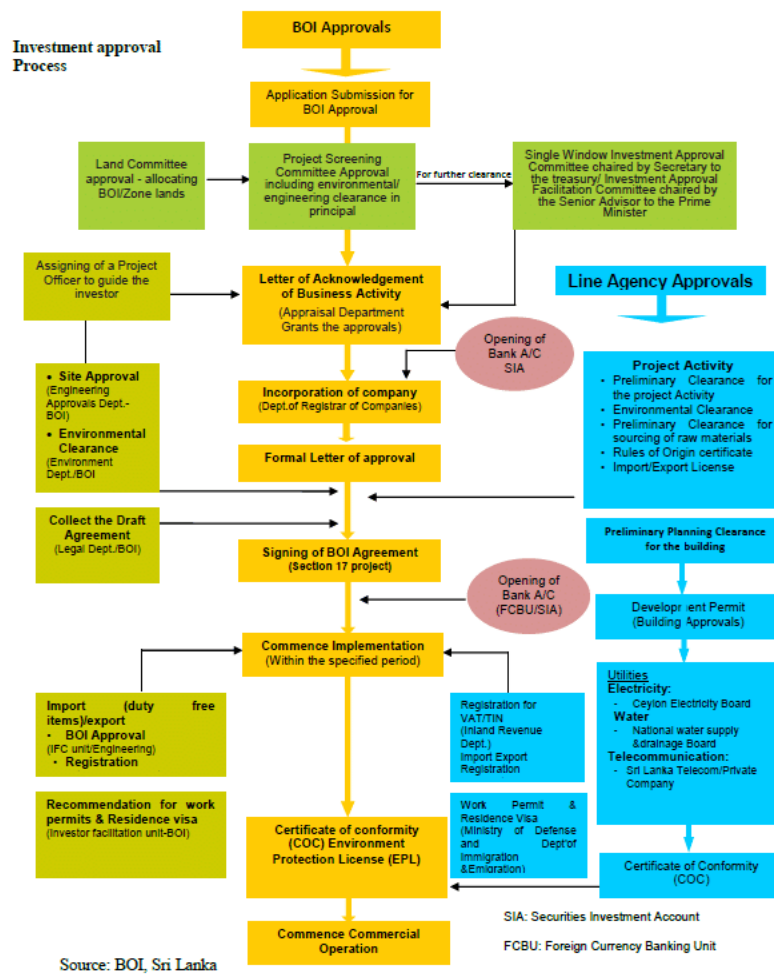 Investment approval
Process
BOI Approvals
Application Submission for
BOI Approval
Land Committee
approval - allocating
BOI/Zone lands
Project Screening
Committee Approval
including environmental/
engineering clearance in
principal
For further clearance
Single Window Investment Approval
Committee chaired by Secretary to
the treasury/ Investment Approval
Facilitation Committee chaired by
the Senior Advisor to the Prime
Minister
Assigning of a Project
Officer to guide the
investor
Letter of Acknowledgement
of Business Activity
(Appraisal Department
Grants the approvals)
Line Agency Approvals
Opening of
Bank A/C
SIA
• Site Approval
(Engineering
Approvals Dept.-
BOI)
• Environmental
Clearance
(Environment
Dept./BOI
Incorporation of company
(Dept.of Registrar of Companies)
Project Activity
• Preliminary Clearance for
the project Activity
• Environmental Clearance
• Preliminary Clearance for
sourcing of raw materials
• Rules of Origin certificate
• Import/Export License
Formal Letter of approval
Collect the Draft
Agreement
(Legal Dept./BOI)
Signing of BOI Agreement
(Section 17 project)
Preliminary Planning Clearance
for the building
Opening of
Bank A/C
(FCBU/SIA)
Development Permit
(Building Approvals)
Commence Implementation
(Within the specified period)
Import (duty free
items)/export
• BOI Approval
(IFC unit/Engineering)
• Registration
Registration for
VAT/TIN
(Inland Revenue
Dept.)
Import Export
Registration
Utilities
Electricity:
- Ceylon Electricity Board
Water
- National water supply
&drainage Board
Telecommunication:
- Sri Lanka Telecom/Private
Company
Recommendation for work
permits & Residence visa
(Investor facilitation unit-BOI)
Certificate of conformity
(COC) Environment
Protection License (EPL)
Work Permit &
Residence Visa
(Ministry of Defense
and Dept'of
Immigration
&Emigration)
Certificate of Conformity
(COC)
Commence Commercial
Operation
SIA: Securities Investment Account
FCBU: Foreign Currency Banking Unit
Source: BOI, Sri Lanka